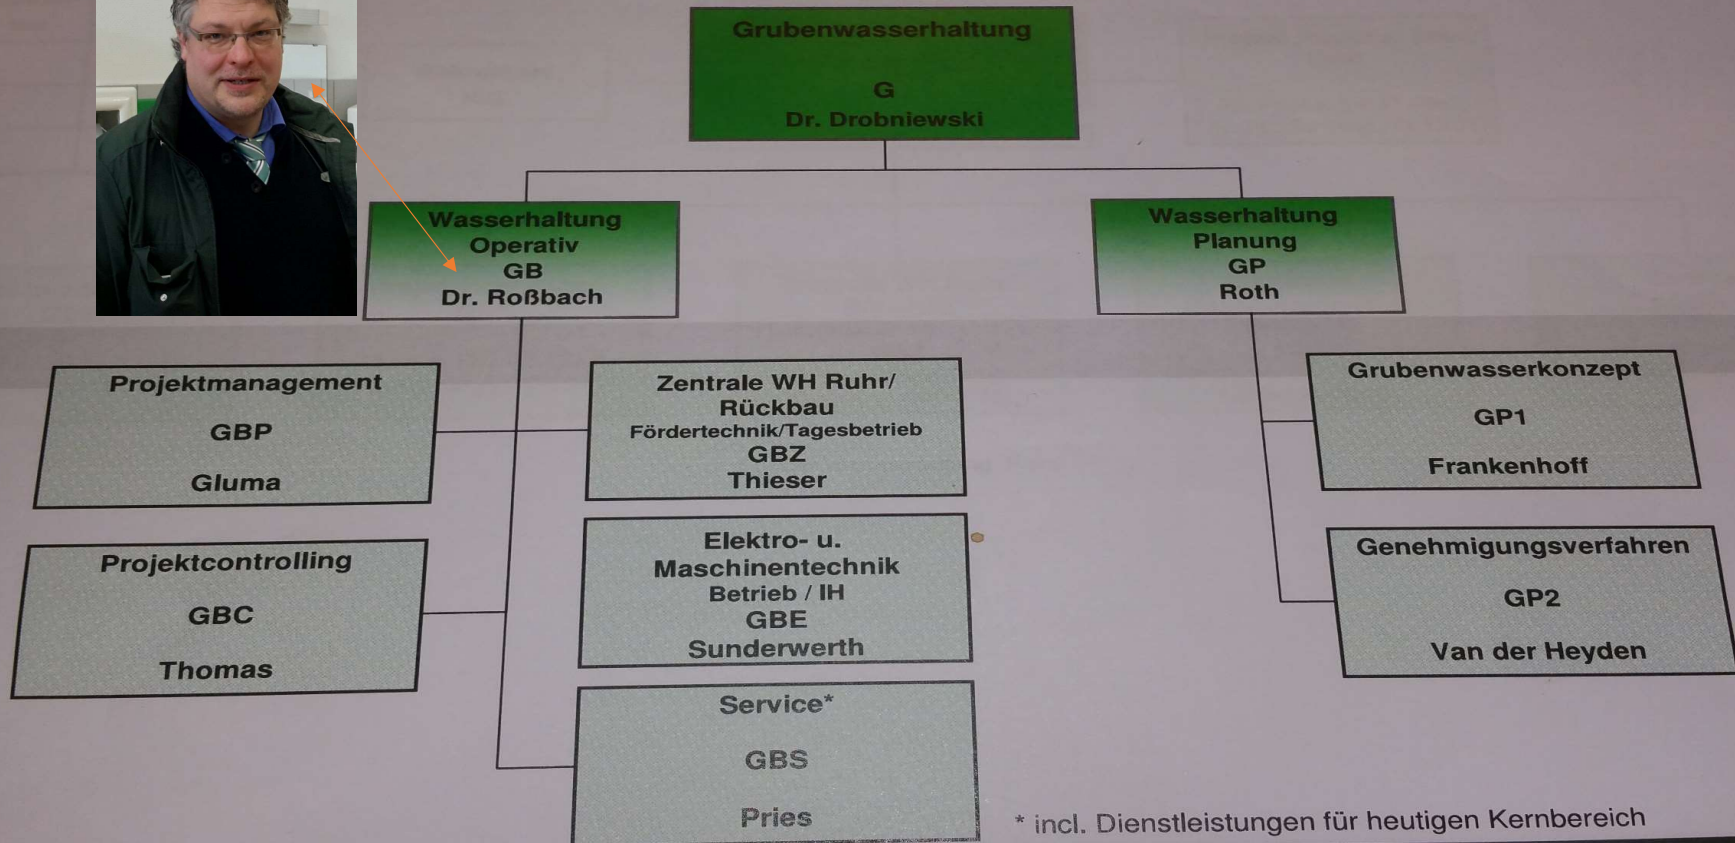 Grubenwasserhaltung
G
Dr. Drobniewski
Wasserhaltung
Operativ
GB
Dr. Roßbach
Wasserhaltung
Planung
GP
Roth
Projektmanagement
GBP
Gluma
Zentrale WH Ruhr/
Rückbau
Fördertechnik/Tagesbetrieb
GBZ
Thieser
Grubenwasserkonzept
GP1
Frankenhoff
Projektcontrolling
GBC
Thomas
Elektro- u.
Maschinentechnik
Betrieb / IH
GBE
Sunderwerth
Genehmigungsverfahren
GP2
Van der Heyden
Service*
GBS
Pries
* incl. Dienstleistungen für heutigen Kernbereich